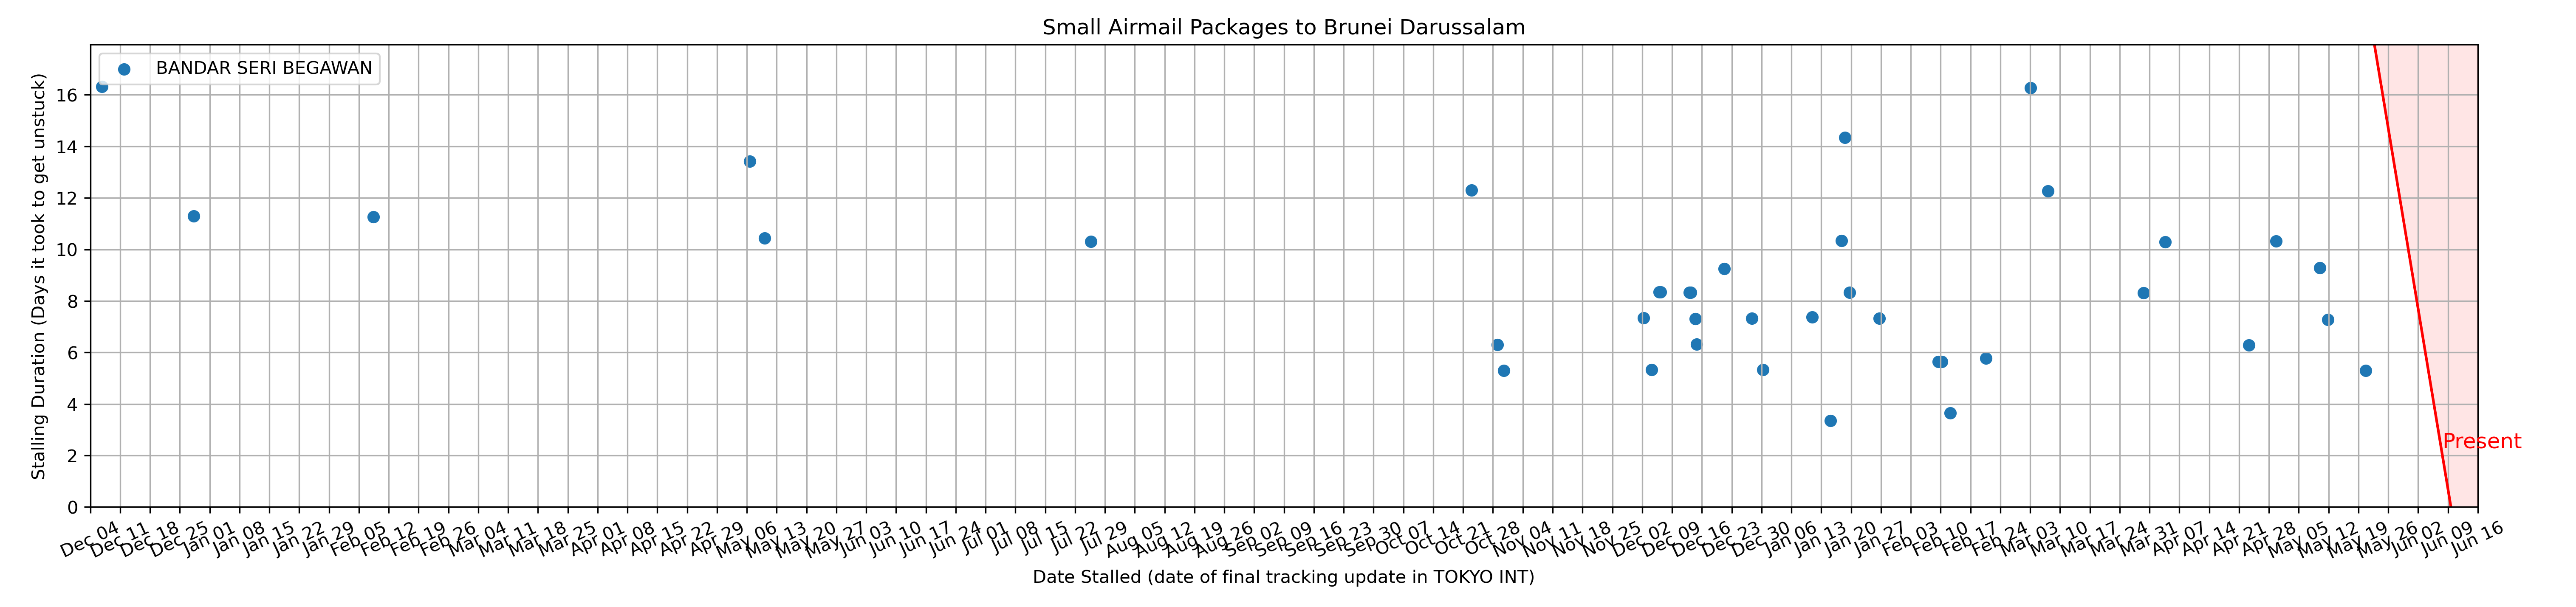 Small Airmail Packages to Brunei Darussalam
BANDAR SERI BEGAWAN
Stalling Duration (Days it took to get unstuck)
16
14
12
10
8
6
4
2
0
Present
Dec 04 Dec 11 Dec 18 Dec 25 Jan 01 Jan 08 Jan 15 Jan 22 Jan 29 Feb 05 Feb 12 Feb 19 Feb 26 Mar 04 Mar 11 Mar 18 Mar 25 Apr 01 Apr 08 Apr 15 Apr 22 Apr 29 May 06 May 13 May 20 May 27 Jun 03 Jun 10 Jun 17 Jun 24 Jul 01 Jul 08 Jul 15 Jul 22 Jul 29 Aug 05 Aug 12 Aug 19 Aug 26 Sep 02 Sep 09 Sep 16 Sep 23 Sep 30 Oct 07 Oct 14 Oct 21 Oct 28 Nov 04 Nov 11 Nov 18 Nov 25 Dec 02 Dec 09 Dec 16 Dec 23 Dec 30 Jan 06 Jan 13 Jan 20 Jan 27 Feb 03 Feb 10 Feb 17 Feb 24 Mar 03 Mar 10 Mar 17 Mar 24 Mar 31 Apr 07 Apr 14 Apr 21 Apr 28 May 05 May 12 May 19 May 26 Jun 02 Jun 09 Jun 16
Date Stalled (date of final tracking update in TOKYO INT)